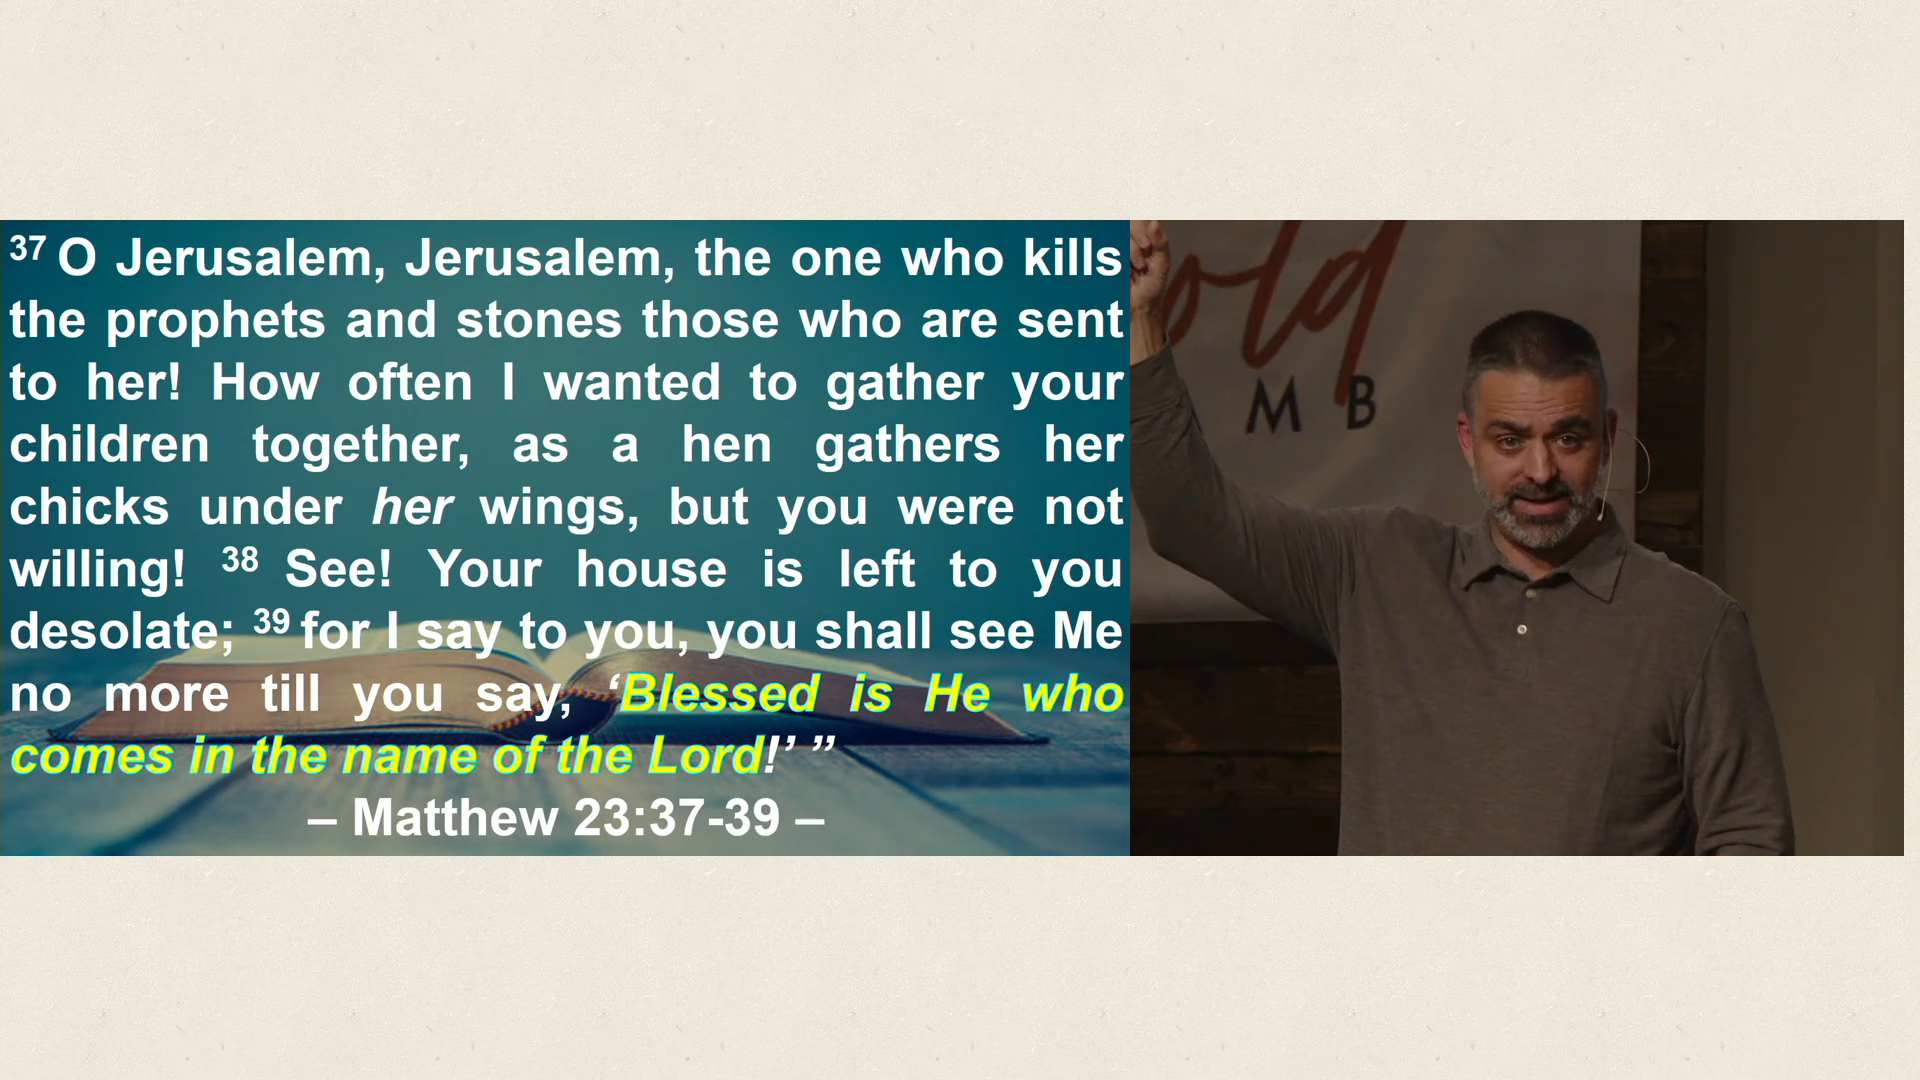 37 O Jerusalem, Jerusalem, the one who kills
the prophets and stones those who are sent
to her! How often I wanted to gather your
children together, as a hen gathers her
chicks under her wings, but you were not
willing! 38 See! Your house is left to you
desolate; 39 for I say to you, you shall see Me
no more till you say, ‘Blessed is He who
comes in the name of the Lord!’ ”
– Matthew 23:37-39 –
old
M B